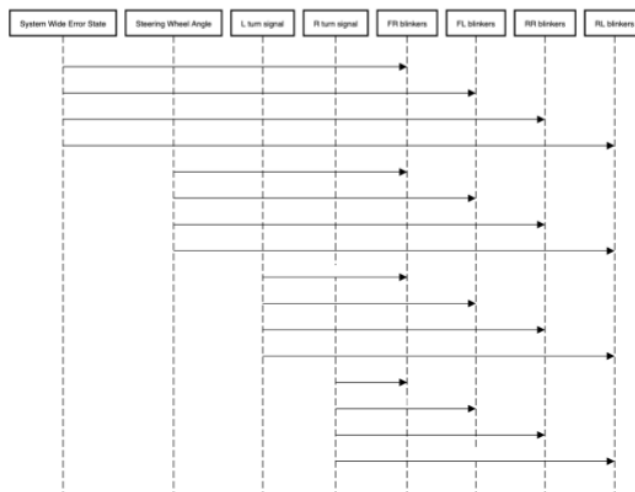 System Wide Error State
Steering Wheel Angle
L turn signal
R turn signal
FR blinkers
FL blinkers
RR blinkers
RL blinkers